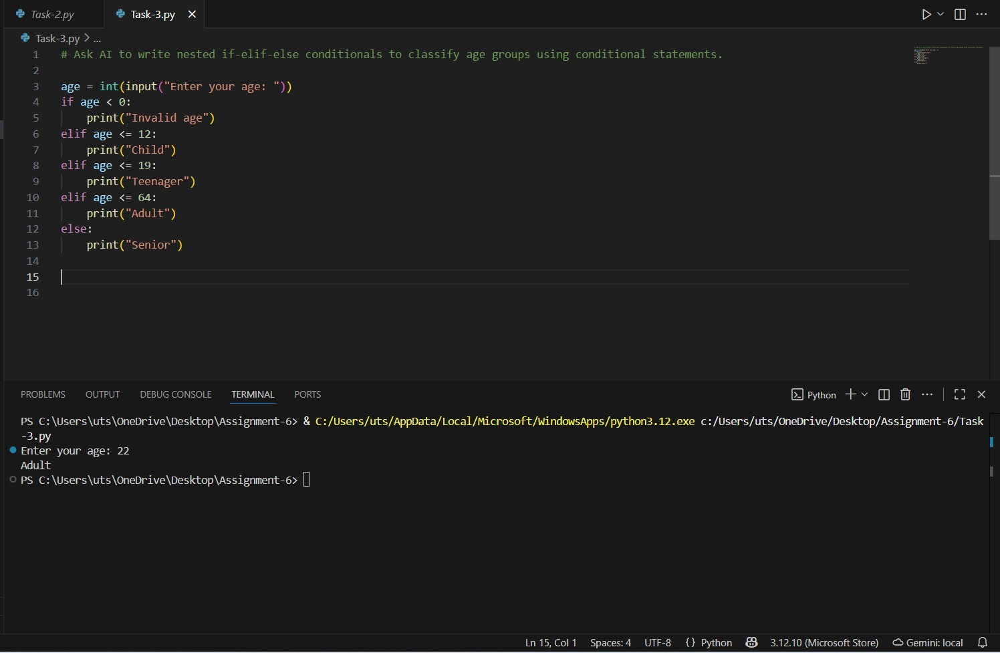 Task-2.py
Task-3.py
Task-3.py > ...
1 # Ask AI to write nested if-elif-else conditionals to classify age groups using conditional statements.
2
3 age = int(input("Enter your age: "))
4 if age < 0:
5     print("Invalid age")
6 elif age <= 12:
7     print("Child")
8 elif age <= 19:
9     print("Teenager")
10 elif age <= 64:
11     print("Adult")
12 else:
13     print("Senior")
14
15
16
PROBLEMS OUTPUT DEBUG CONSOLE TERMINAL PORTS Python
PS C:\Users\uts\OneDrive\Desktop\Assignment-6> & C:/Users/uts/AppData/Local/Microsoft/WindowsApps/python3.12.exe c:/Users/uts/OneDrive/Desktop/Assignment-6/Task
-3.py
Enter your age: 22
Adult
PS C:\Users\uts\OneDrive\Desktop\Assignment-6>
Ln 15, Col 1 Spaces: 4 UTF-8 {} Python 3.12.10 (Microsoft Store) Gemini: local